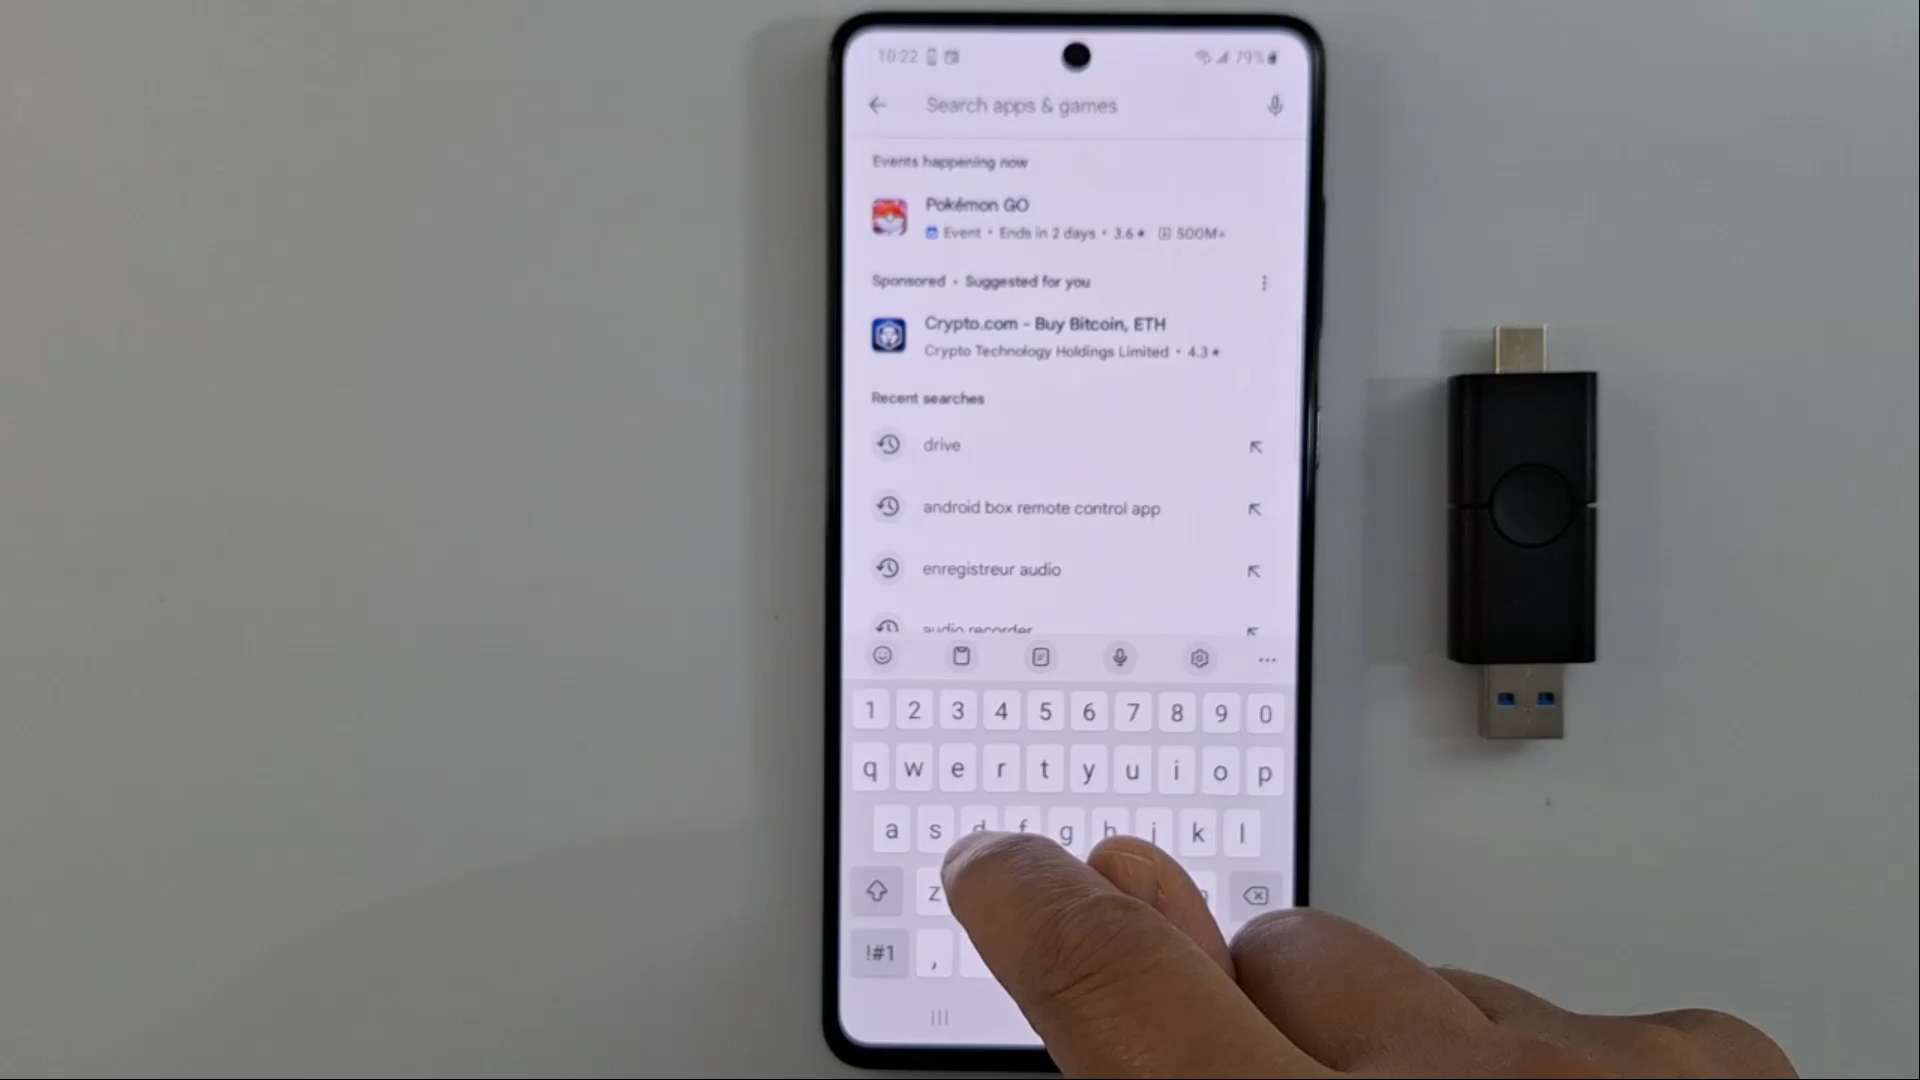 10:22 79%
Search apps & games
Events happening now
Pokémon GO
Event • Ends in 2 days • 3.6 ★ 500M+
Sponsored • Suggested for you
Crypto.com - Buy Bitcoin, ETH
Crypto Technology Holdings Limited • 4.3 ★
Recent searches
drive
android box remote control app
enregistreur audio
audio recorder
1 2 3 4 5 6 7 8 9 0
q w e r t y u i o p
a s d f g h j k l
z
!#1 ,